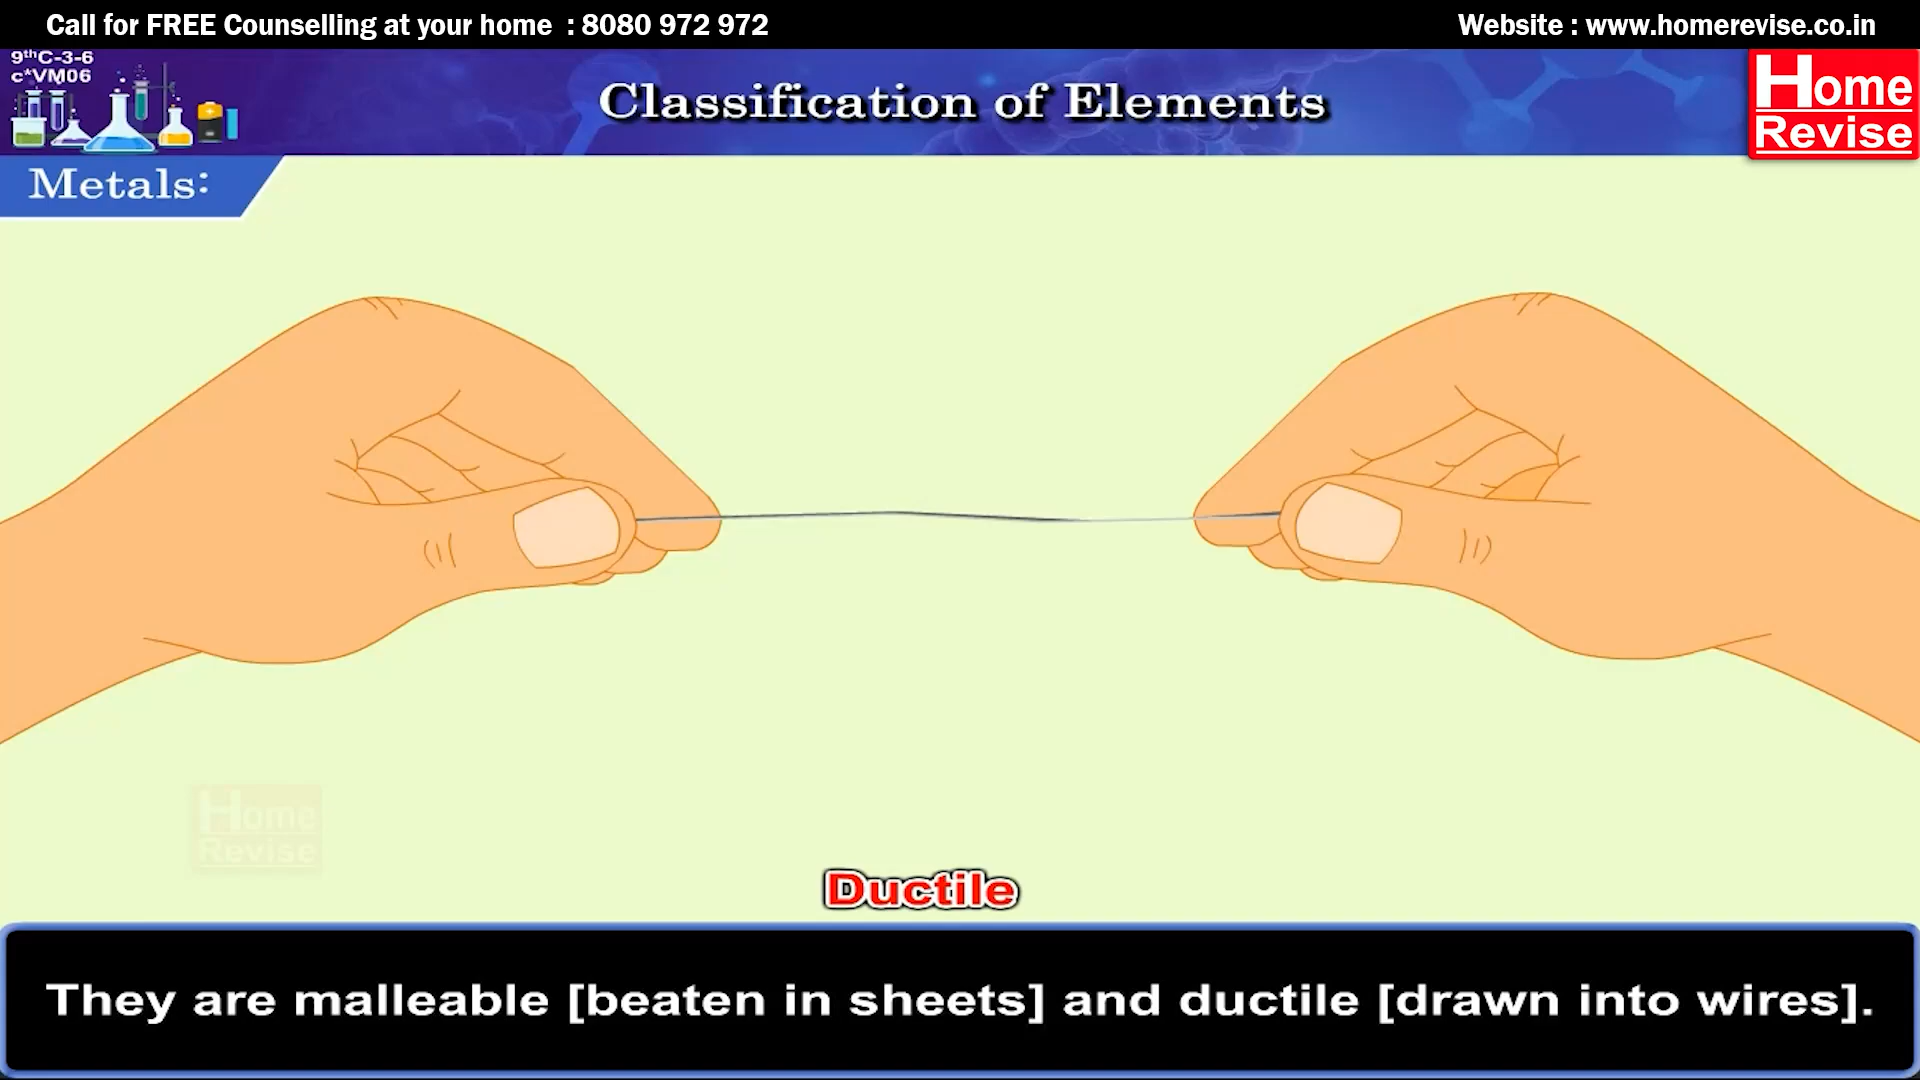 Call for FREE Counselling at your home : 8080 972 972
Website : www.homerevise.co.in
9thC-3-6
c*VM06
Classification of Elements
Home
Revise
Metals:
Home
Revise
Ductile
They are malleable [beaten in sheets] and ductile [drawn into wires].